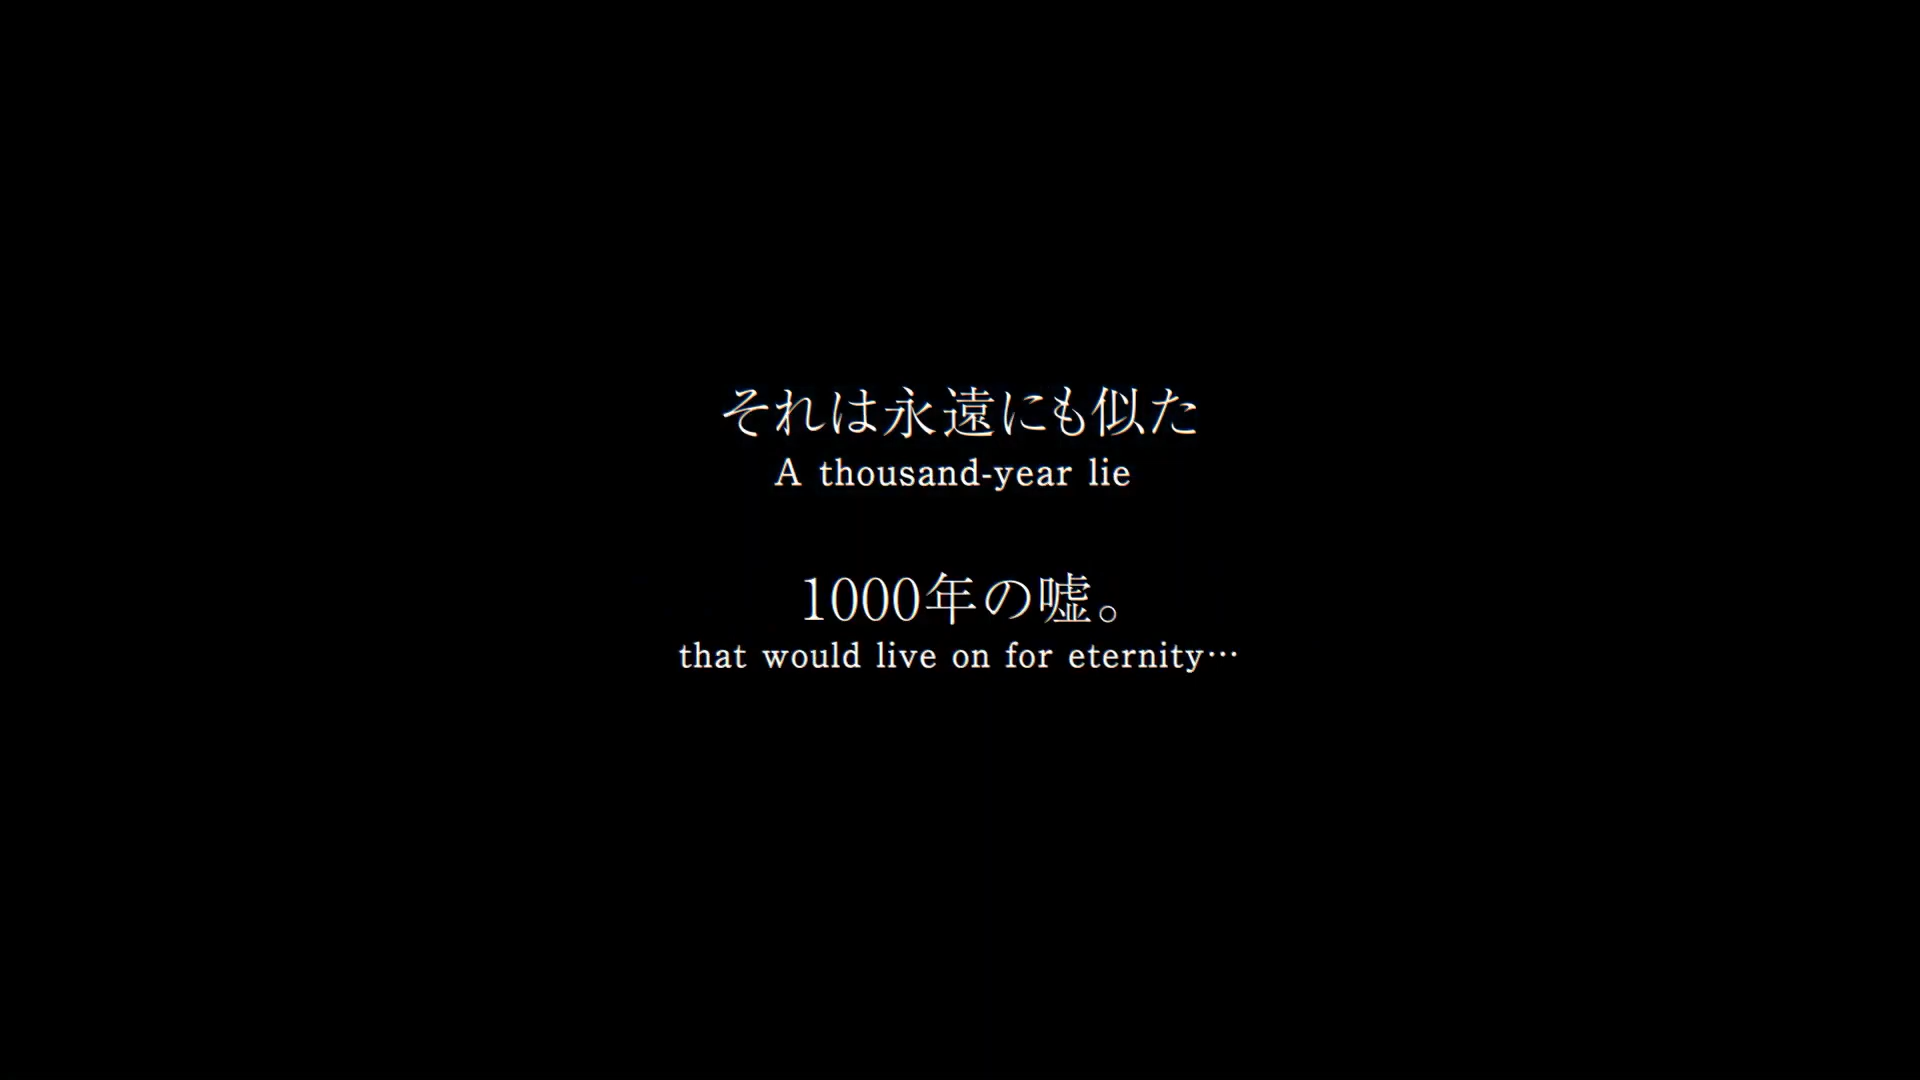 それは永遠にも似た
A thousand-year lie
1000年の嘘。
that would live on for eternity…